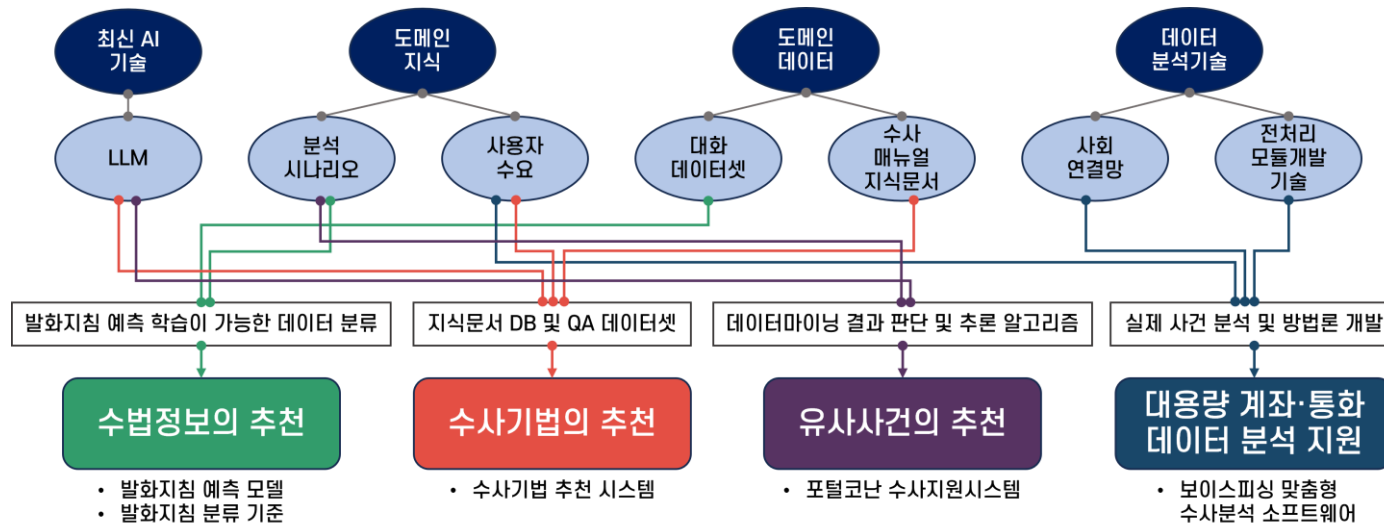 최신 AI
기술
도메인
지식
도메인
데이터
데이터
분석기술
LLM
분석
시나리오
사용자
수요
대화
데이터셋
수사
매뉴얼
지식문서
사회
연결망
전처리
모듈개발
기술
발화지침 예측 학습이 가능한 데이터 분류
지식문서 DB 및 QA 데이터셋
데이터마이닝 결과 판단 및 추론 알고리즘
실제 사건 분석 및 방법론 개발
수법정보의 추천
수사기법의 추천
유사사건의 추천
대용량 계좌·통화
데이터 분석 지원
• 발화지침 예측 모델
• 발화지침 분류 기준
• 수사기법 추천 시스템
• 포털코난 수사지원시스템
• 보이스피싱 맞춤형
수사분석 소프트웨어